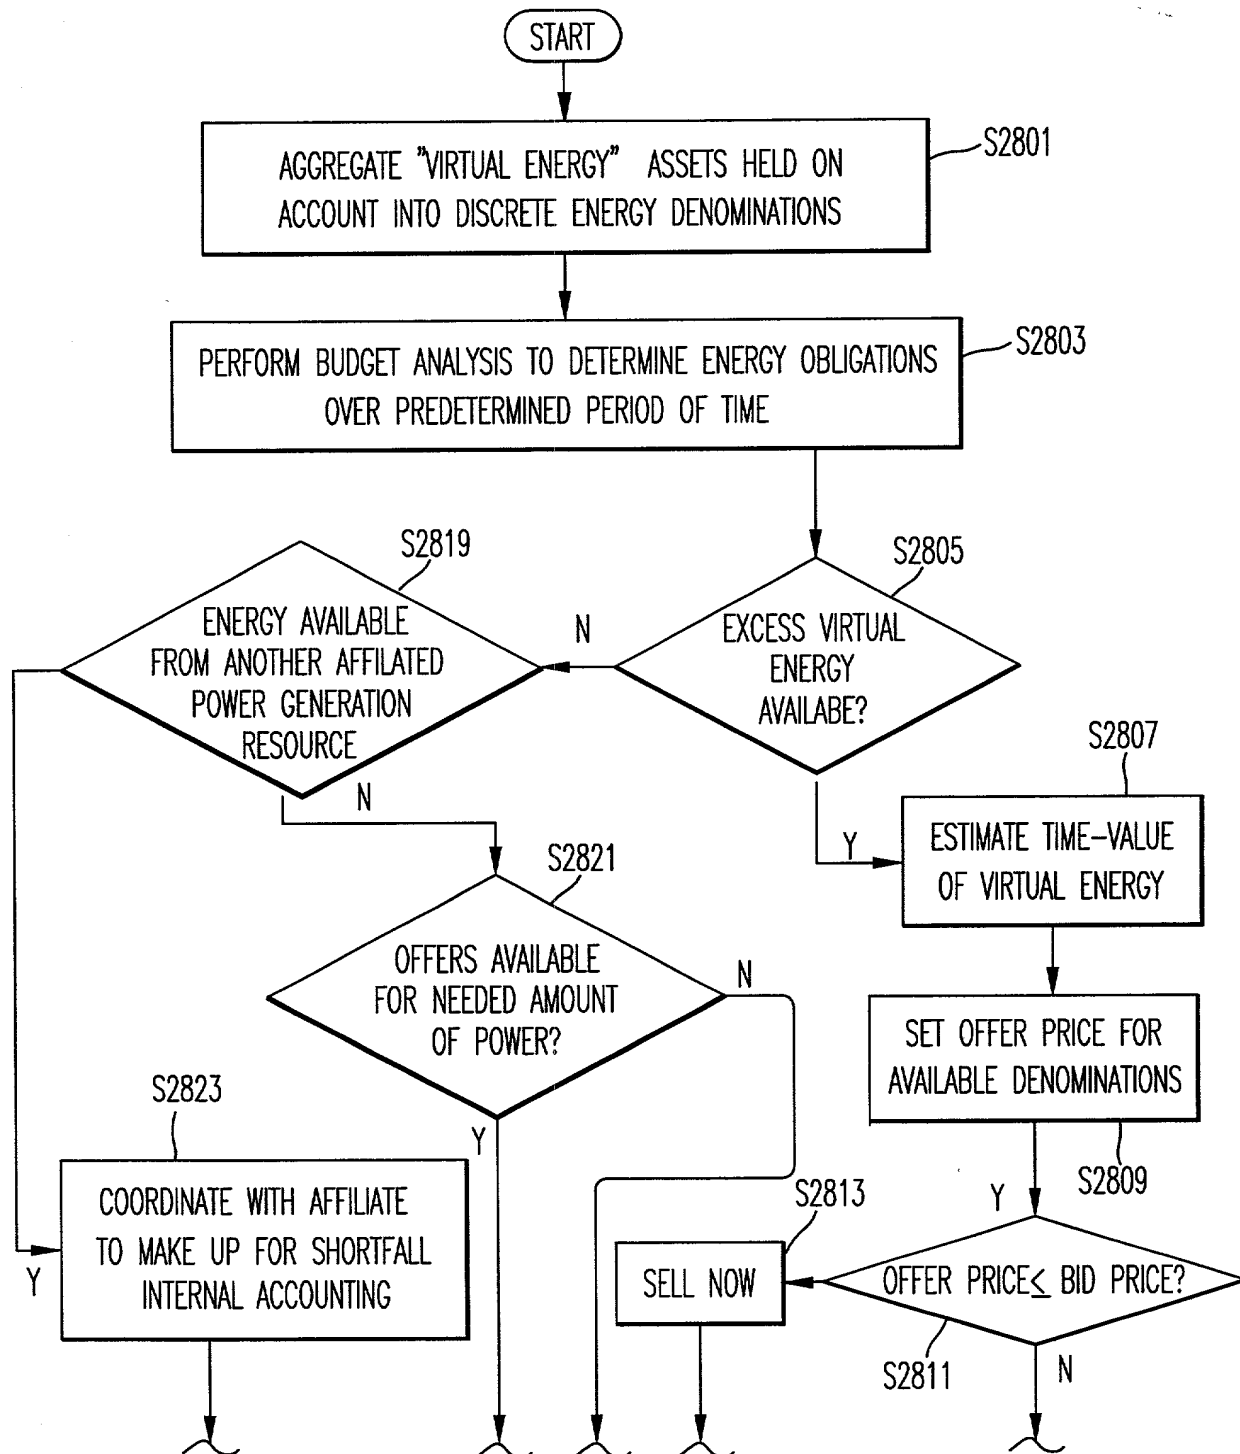 START
AGGREGATE "VIRTUAL ENERGY" ASSETS HELD ON
ACCOUNT INTO DISCRETE ENERGY DENOMINATIONS
S2801
PERFORM BUDGET ANALYSIS TO DETERMINE ENERGY OBLIGATIONS
OVER PREDETERMINED PERIOD OF TIME
S2803
S2819
ENERGY AVAILABLE
FROM ANOTHER AFFILATED
POWER GENERATION
RESOURCE
N
S2805
EXCESS VIRTUAL
ENERGY
AVAILABE?
N
Y
S2807
ESTIMATE TIME-VALUE
OF VIRTUAL ENERGY
S2821
OFFERS AVAILABLE
FOR NEEDED AMOUNT
OF POWER?
N
Y
SET OFFER PRICE FOR
AVAILABLE DENOMINATIONS
S2809
S2823
COORDINATE WITH AFFILIATE
TO MAKE UP FOR SHORTFALL
INTERNAL ACCOUNTING
Y
S2813
SELL NOW
Y
OFFER PRICE≤ BID PRICE?
S2811
N